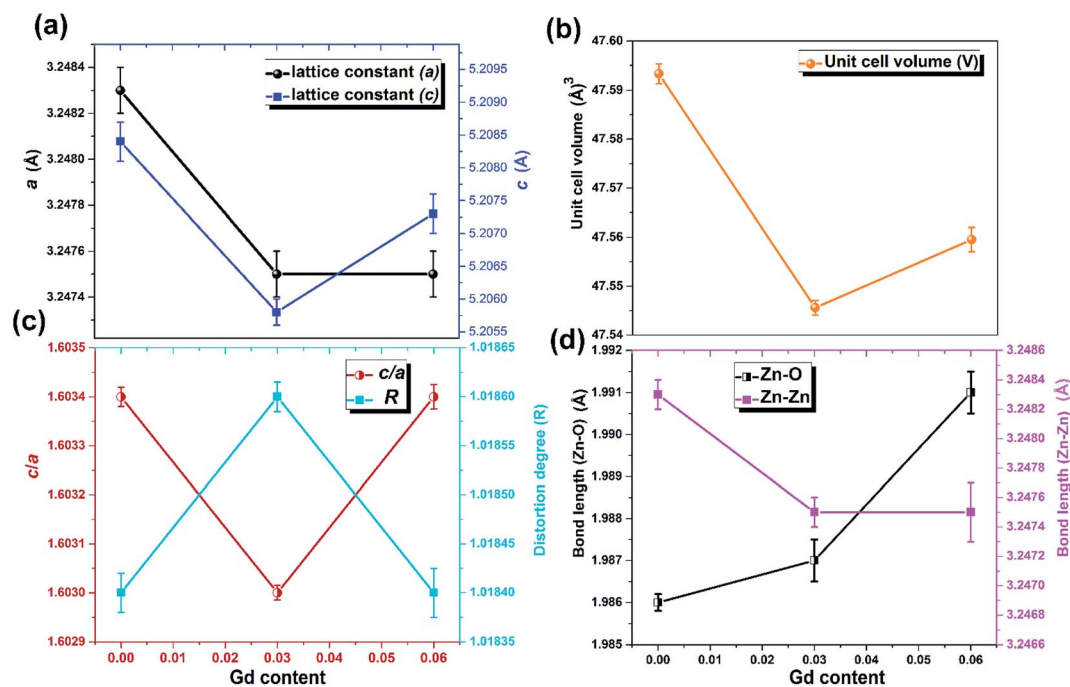 (a)
lattice constant (a)
lattice constant (c)
3.2484
3.2482
3.2480
3.2478
3.2476
3.2474
a (Å)
5.2095
5.2090
5.2085
5.2080
5.2075
5.2070
5.2065
5.2060
5.2055
c (Å)
(b)
Unit cell volume (V)
47.60
47.59
47.58
47.57
47.56
47.55
47.54
Unit cell volume (Å)3
(c)
c/a
R
1.6035
1.6034
1.6033
1.6032
1.6031
1.6030
1.6029
c/a
1.01865
1.01860
1.01855
1.01850
1.01845
1.01840
1.01835
Distortion degree (R)
0.00 0.01 0.02 0.03 0.04 0.05 0.06
Gd content
(d)
Zn-O
Zn-Zn
1.992
1.991
1.990
1.989
1.988
1.987
1.986
1.985
Bond length (Zn-O) (Å)
3.2486
3.2484
3.2482
3.2480
3.2478
3.2476
3.2474
3.2472
3.2470
3.2468
3.2466
Bond length (Zn-Zn) (Å)
0.00 0.01 0.02 0.03 0.04 0.05 0.06
Gd content